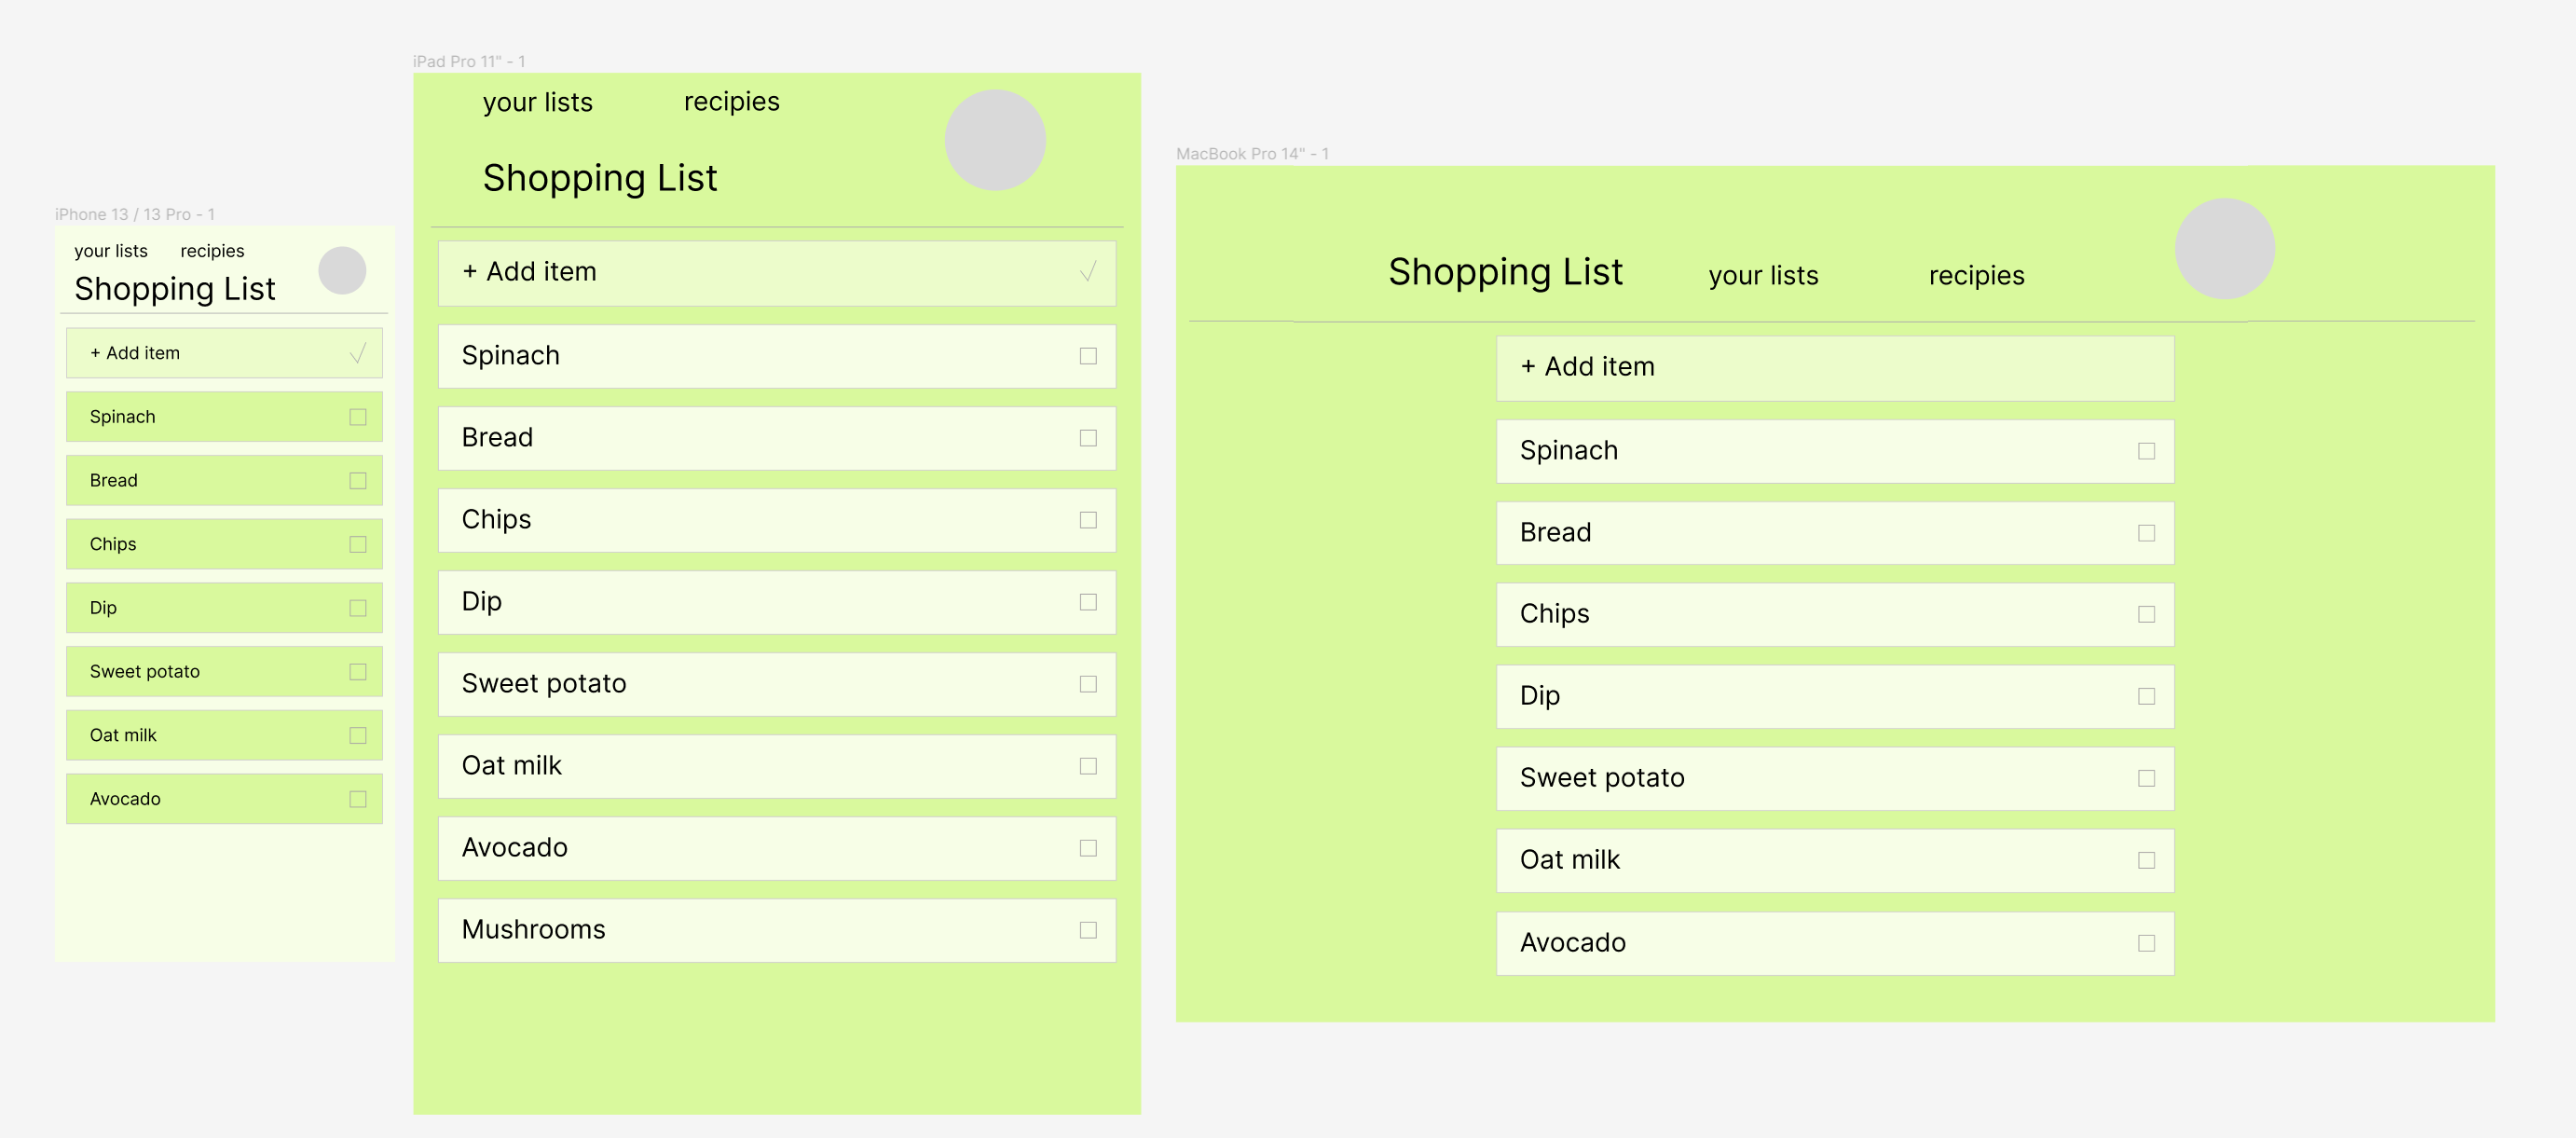 iPhone 13 / 13 Pro - 1
your lists recipies
Shopping List
+ Add item
Spinach
Bread
Chips
Dip
Sweet potato
Oat milk
Avocado
iPad Pro 11" - 1
your lists recipies
Shopping List
+ Add item
Spinach
Bread
Chips
Dip
Sweet potato
Oat milk
Avocado
Mushrooms
MacBook Pro 14" - 1
Shopping List your lists recipies
+ Add item
Spinach
Bread
Chips
Dip
Sweet potato
Oat milk
Avocado